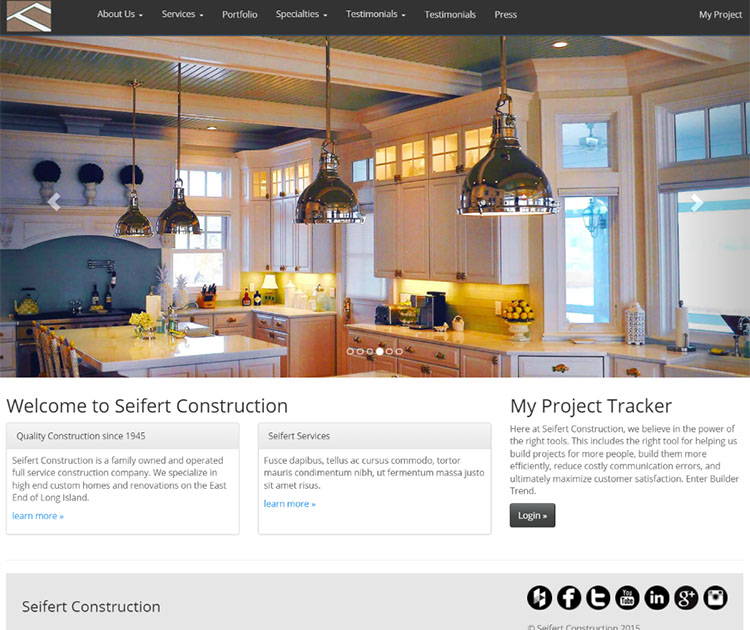 About Us Services Portfolio Specialties Testimonials Testimonials Press My Project
Welcome to Seifert Construction
Quality Construction since 1945
Seifert Construction is a family owned and operated
full service construction company. We specialize in
high end custom homes and renovations on the East
End of Long Island.
learn more »
Seifert Services
Fusce dapibus, tellus ac cursus commodo, tortor
mauris condimentum nibh, ut fermentum massa justo
sit amet risus.
learn more »
My Project Tracker
Here at Seifert Construction, we believe in the power of
the right tools. This includes the right tool for helping us
build projects for more people, build them more
efficiently, reduce costly communication errors, and
ultimately maximize customer satisfaction. Enter Builder
Trend.
Login »
Seifert Construction
You Tube
© Seifert Construction 2015